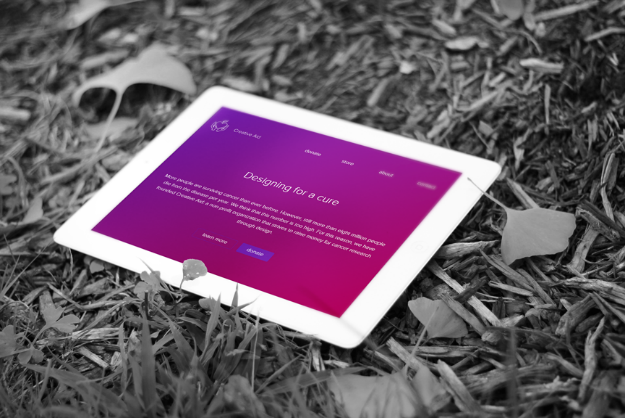 Creative Aid
donate
store
about
contact
Designing for a cure
More people are surviving cancer than ever before. However, still more than eight million people
die from the disease per year. We think that this number is too high. For this reason, we have
founded Creative Aid: a non-profit organization that strives to raise money for cancer research
through design.
learn more
donate